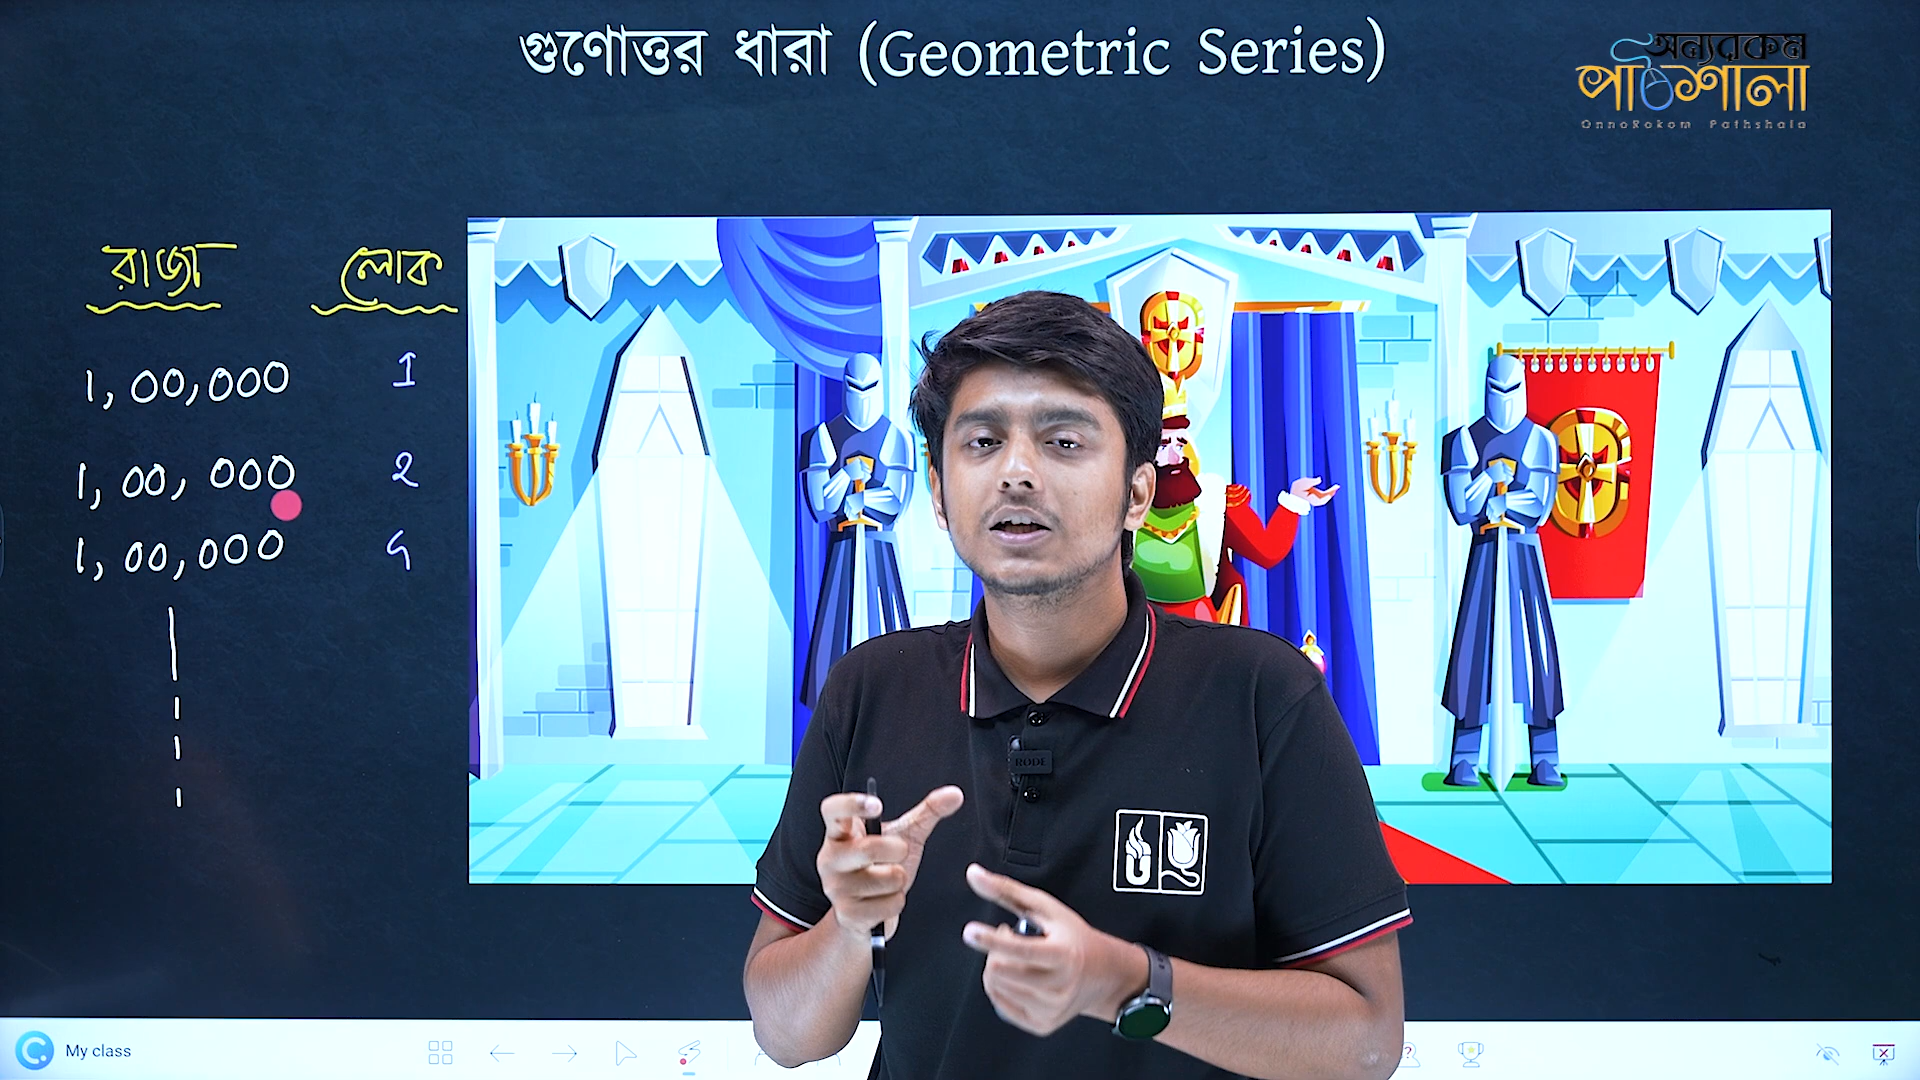 গুণোত্তর ধারা (Geometric Series)
অন্যরকম
পাঠশালা
OnnoRokom Pathshala
রাজা লোক
1,00,000 1
1,00,000 2
1,00,000 4
RODE
My class